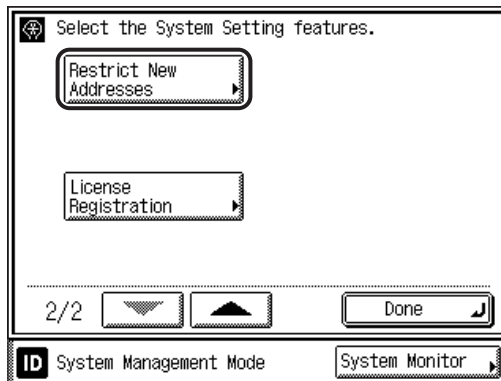 Select the System Setting features.
Restrict New
Addresses
License
Registration
2/2
Done
ID System Management Mode
System Monitor